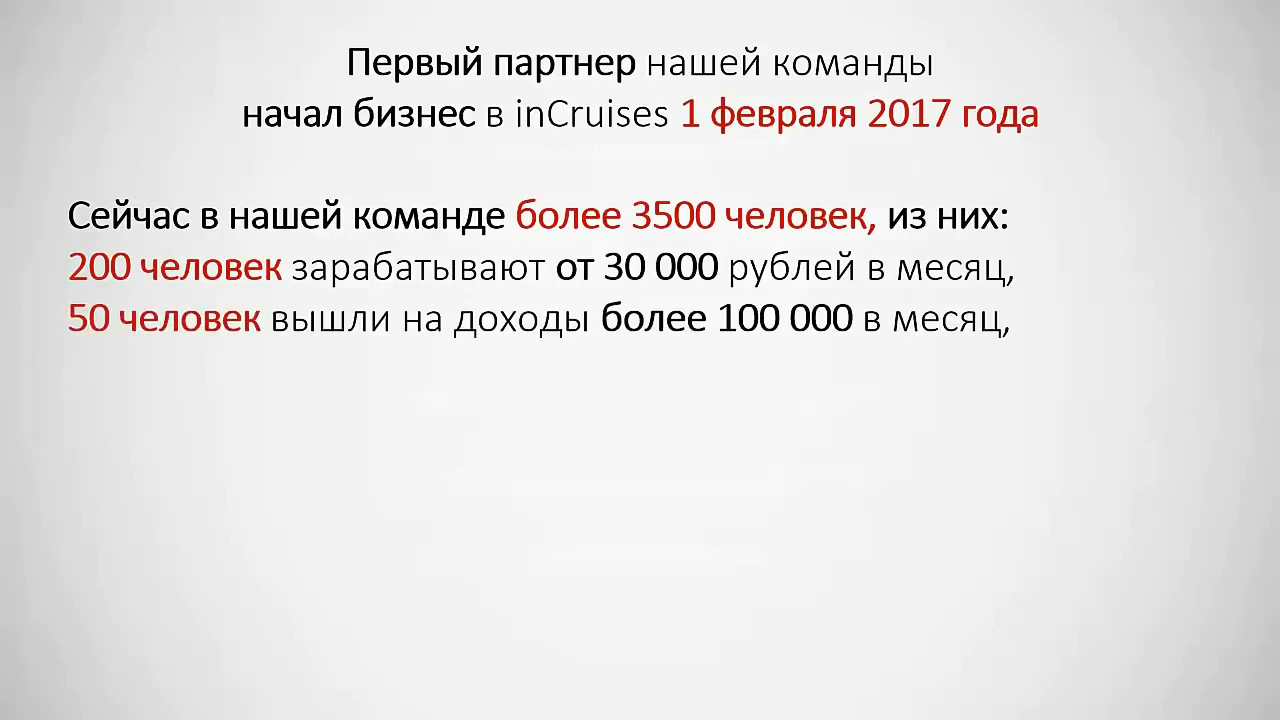 Первый партнер нашей команды
начал бизнес в inCruises 1 февраля 2017 года
Сейчас в нашей команде более 3500 человек, из них:
200 человек зарабатывают от 30 000 рублей в месяц,
50 человек вышли на доходы более 100 000 в месяц,